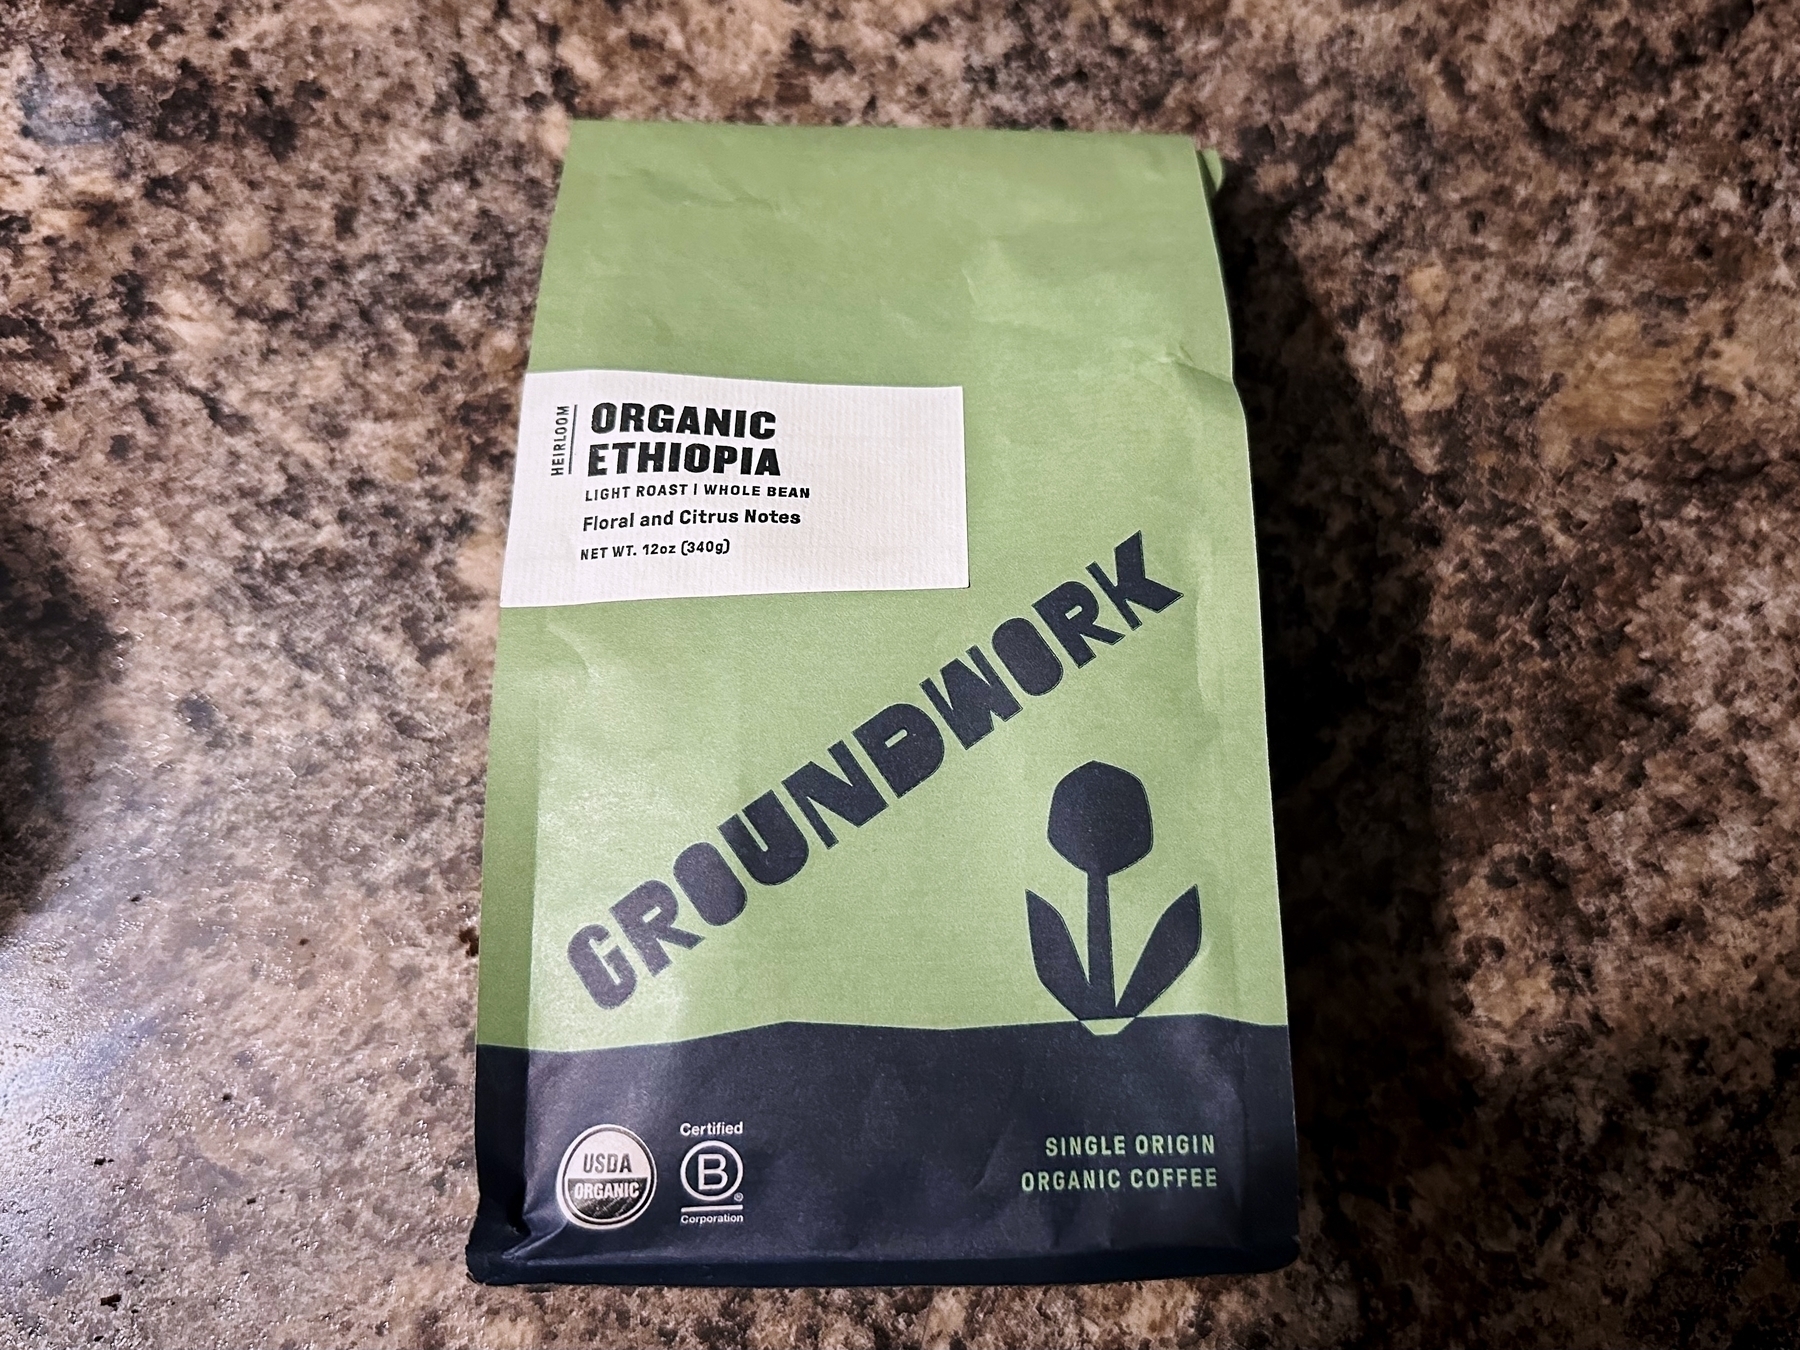 HEIRLOOM
ORGANIC
ETHIOPIA
LIGHT ROAST | WHOLE BEAN
Floral and Citrus Notes
NET WT. 12oz (340g)
GROUNDWORK
USDA
ORGANIC
Certified
B
®
Corporation
SINGLE ORIGIN
ORGANIC COFFEE